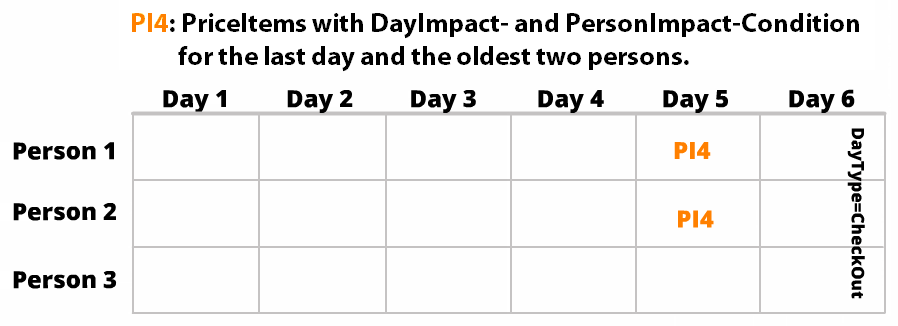 PI4: PriceItems with DayImpact- and PersonImpact-Condition
for the last day and the oldest two persons.
Day 1 Day 2 Day 3 Day 4 Day 5 Day 6
Person 1 PI4
Person 2 PI4
Person 3
DayType=CheckOut